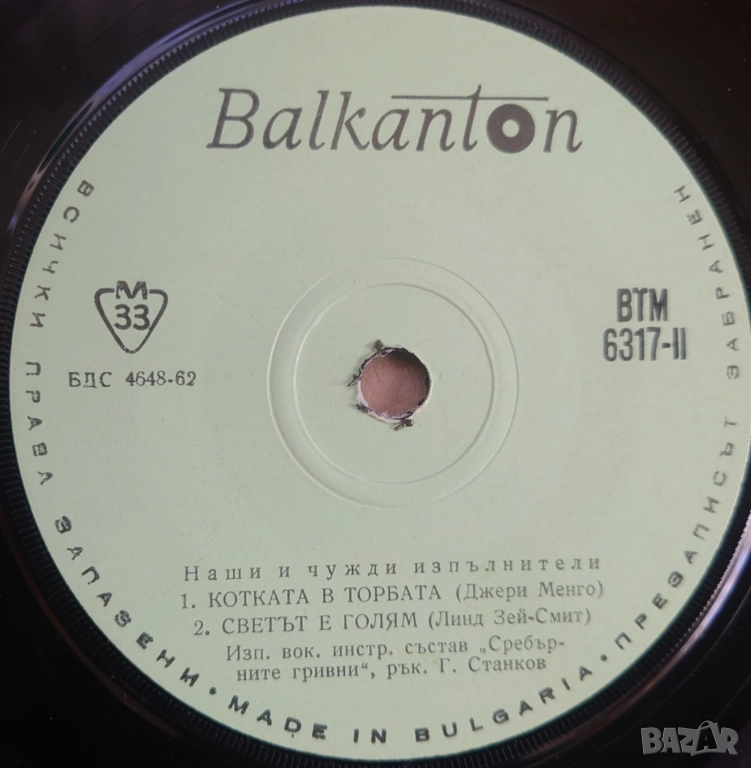 Balkanton
М
33
БДС 4648-62
ВТМ
6317-II
Наши и чужди изпълнители
1. КОТКАТА В ТОРБАТА (Джери Менго)
2. СВЕТЪТ Е ГОЛЯМ (Линд Зей-Смит)
Изп. вок. инстр. състав „Сребър-
ните гривни“, рък. Г. Станков
ВСИЧКИ ПРАВА ЗАПАЗЕНИ · MADE IN BULGARIA · ПРЕЗАПИСЪТ ЗАБРАНЕН
BAZAR
.bg